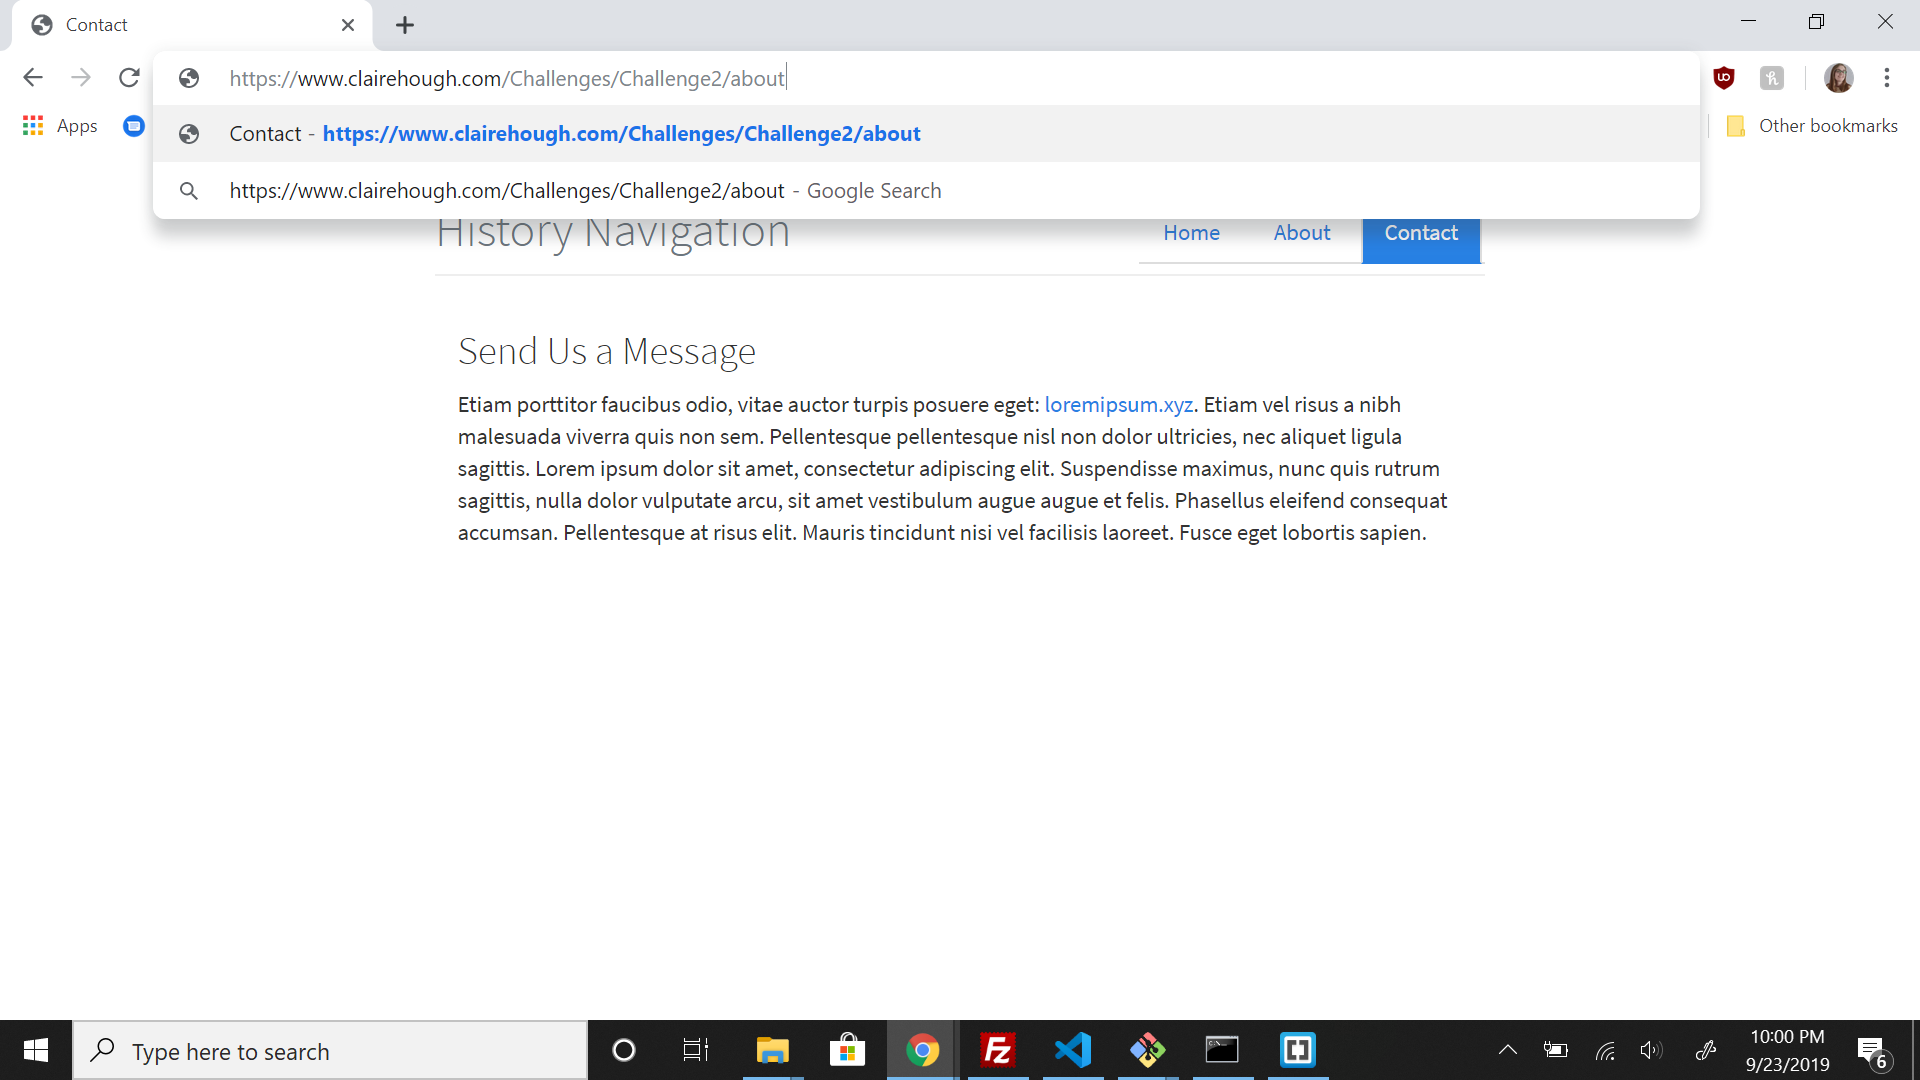 Contact
https://www.clairehough.com/Challenges/Challenge2/about
Contact - https://www.clairehough.com/Challenges/Challenge2/about
https://www.clairehough.com/Challenges/Challenge2/about - Google Search
Apps
Other bookmarks
History Navigation
Home
About
Contact
Send Us a Message
Etiam porttitor faucibus odio, vitae auctor turpis posuere eget: loremipsum.xyz. Etiam vel risus a nibh
malesuada viverra quis non sem. Pellentesque pellentesque nisl non dolor ultricies, nec aliquet ligula
sagittis. Lorem ipsum dolor sit amet, consectetur adipiscing elit. Suspendisse maximus, nunc quis rutrum
sagittis, nulla dolor vulputate arcu, sit amet vestibulum augue augue et felis. Phasellus eleifend consequat
accumsan. Pellentesque at risus elit. Mauris tincidunt nisi vel facilisis laoreet. Fusce eget lobortis sapien.
Type here to search
10:00 PM
9/23/2019
6